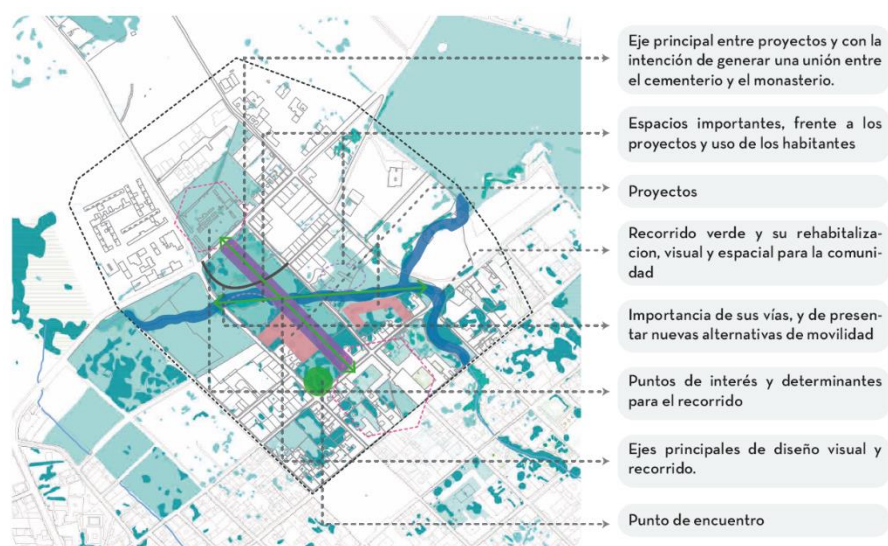 Eje principal entre proyectos y con la
intención de generar una unión entre
el cementerio y el monasterio.
Espacios importantes, frente a los
proyectos y uso de los habitantes
Proyectos
Recorrido verde y su rehabitaliza-
cion, visual y espacial para la comuni-
dad
Importancia de sus vías, y de presen-
tar nuevas alternativas de movilidad
Puntos de interés y determinantes
para el recorrido
Ejes principales de diseño visual y
recorrido.
Punto de encuentro